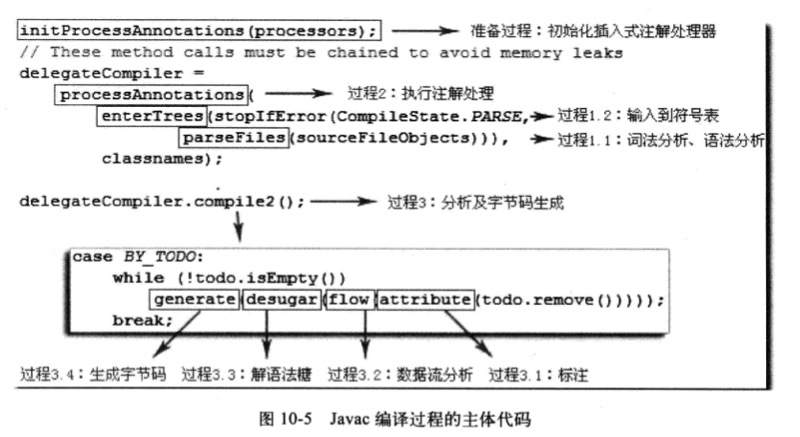 initProcessAnnotations(processors); 准备过程：初始化插入式注解处理器
// These method calls must be chained to avoid memory leaks
delegateCompiler =
processAnnotations( 过程2：执行注解处理
enterTrees(stopIfError(CompileState.PARSE, 过程1.2：输入到符号表
parseFiles(sourceFileObjects))), 过程1.1：词法分析、语法分析
classnames);
delegateCompiler.compile2(); 过程3：分析及字节码生成
case BY_TODO:
while (!todo.isEmpty())
generate(desugar(flow(attribute(todo.remove()))));
break;
过程3.4：生成字节码 过程3.3：解语法糖 过程3.2：数据流分析 过程3.1：标注
图 10-5 Javac 编译过程的主体代码